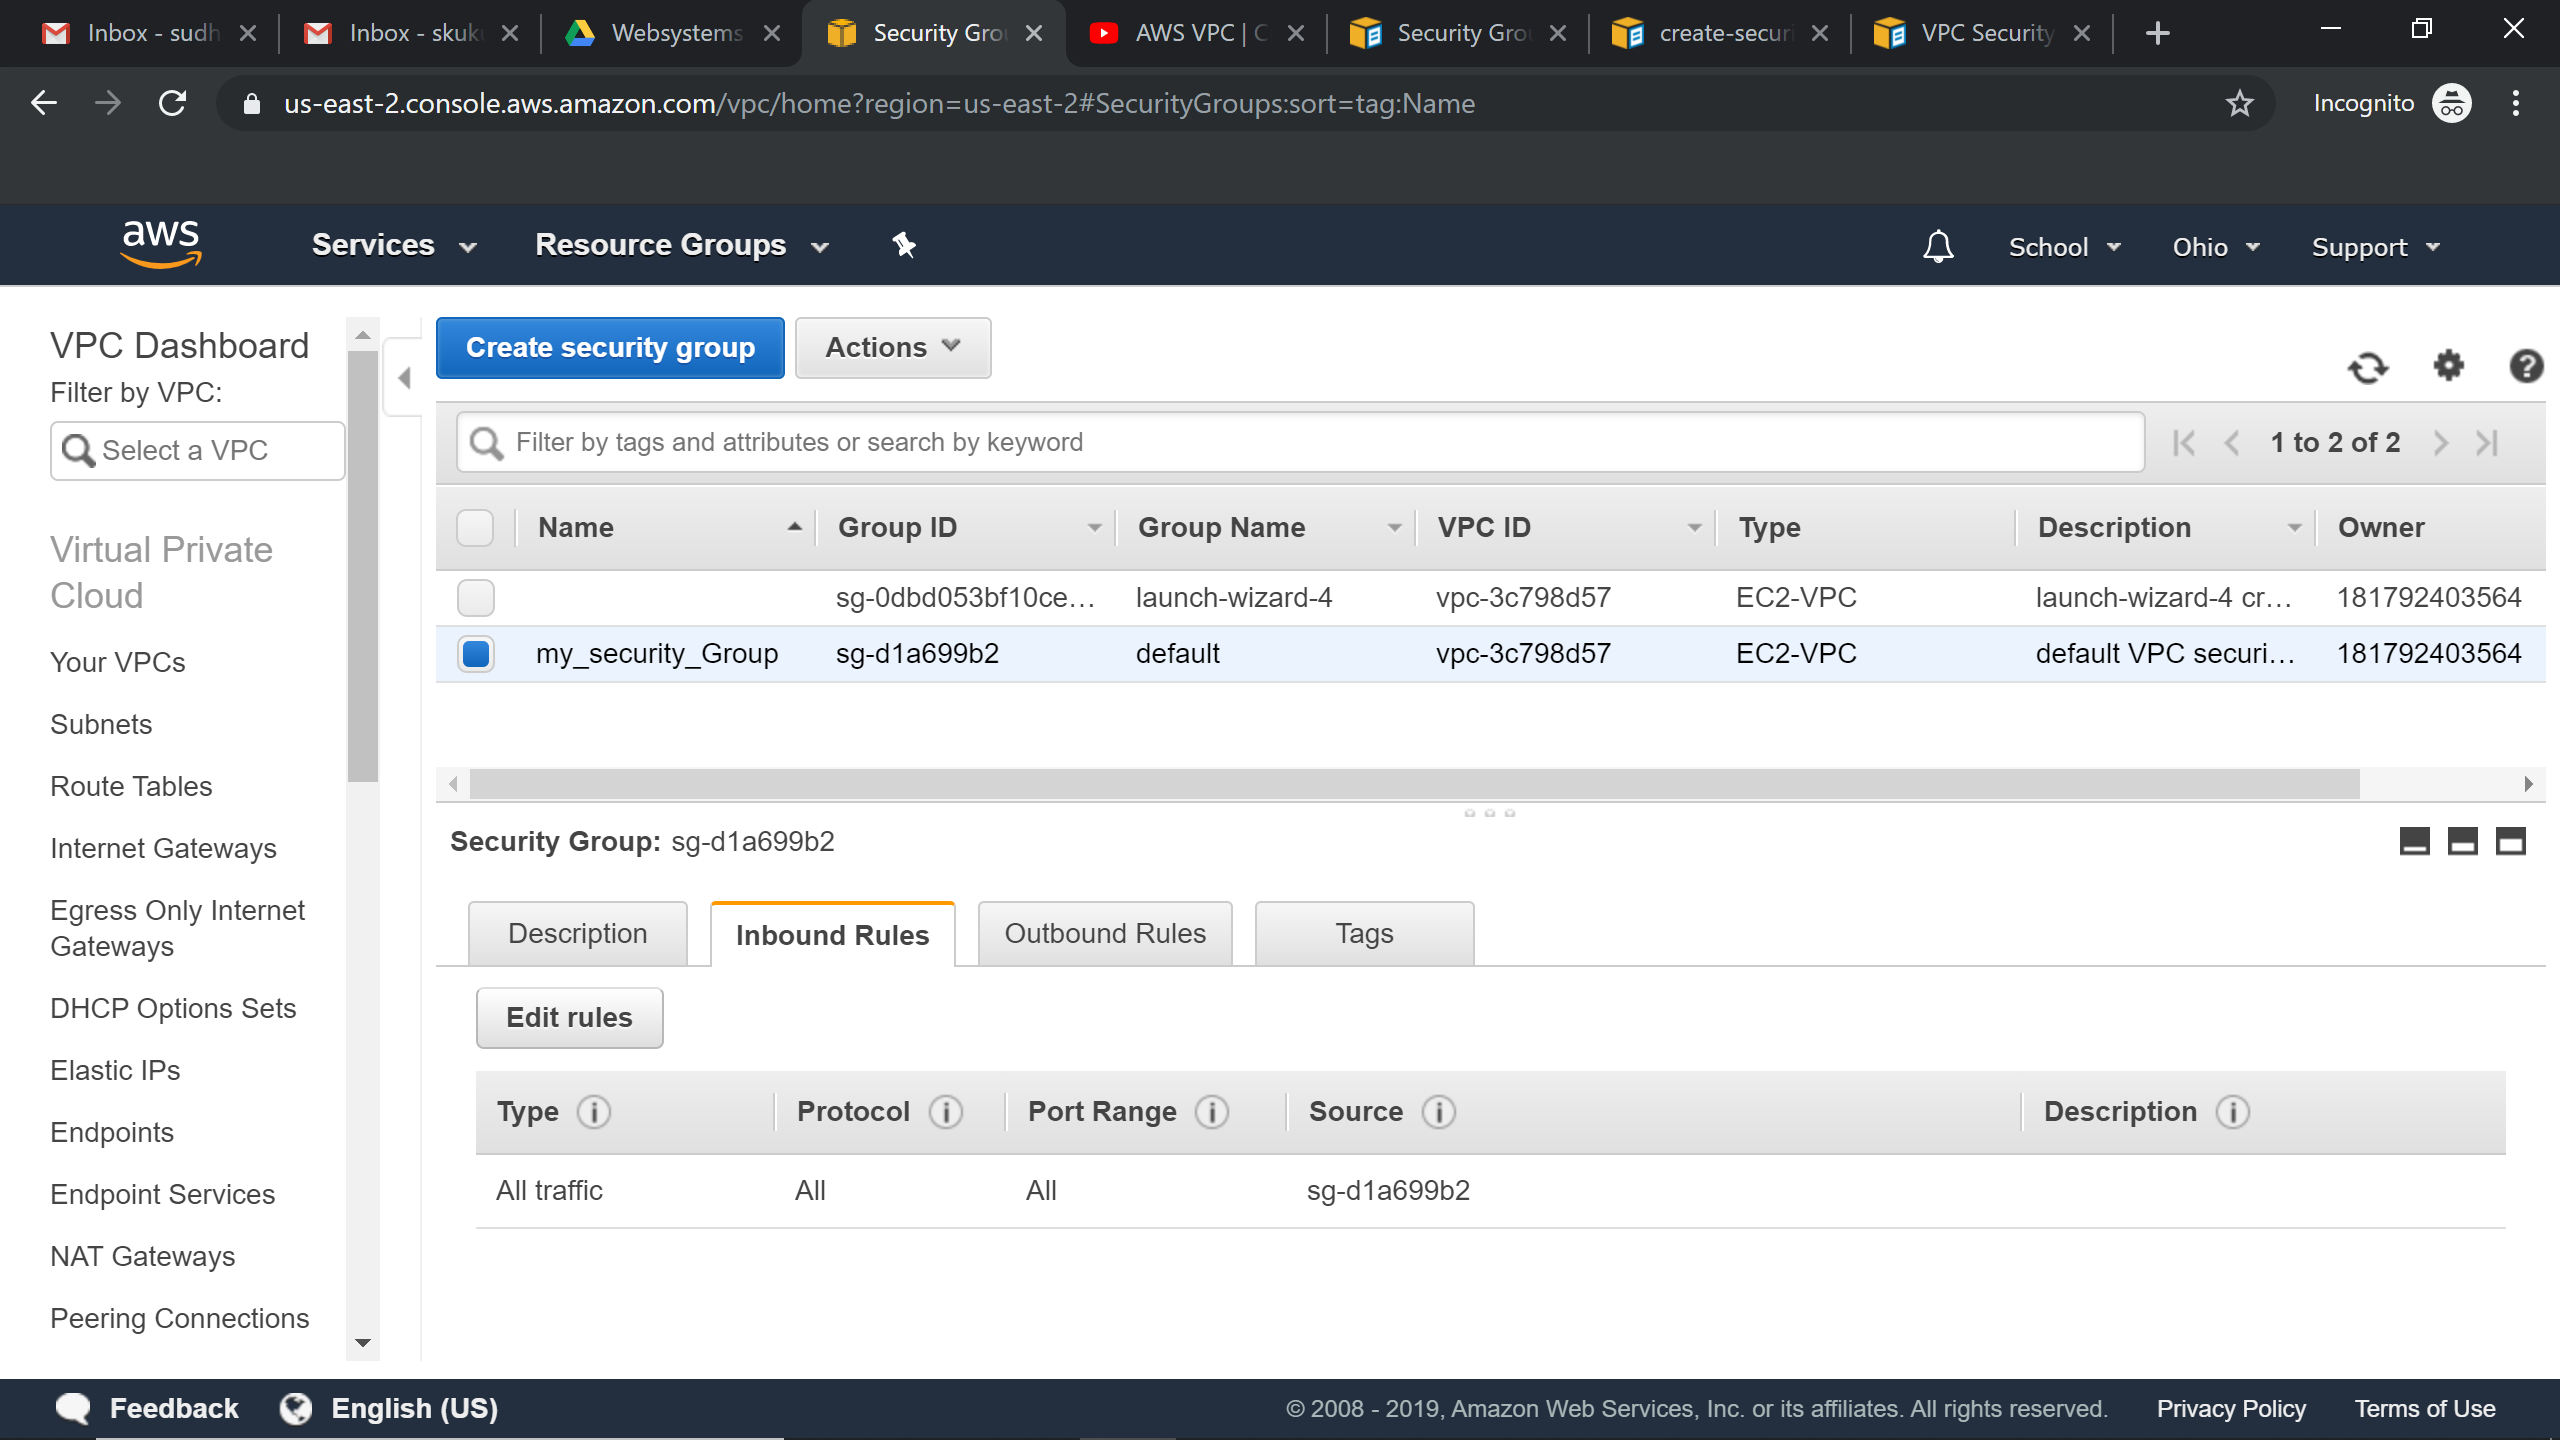 Inbox - sudh
Inbox - skuk
Websystems
Security Gro
AWS VPC | C
Security Gro
create-securi
VPC Security
us-east-2.console.aws.amazon.com/vpc/home?region=us-east-2#SecurityGroups:sort=tag:Name
Incognito
aws
Services
Resource Groups
School
Ohio
Support
VPC Dashboard
Filter by VPC:
Select a VPC
Virtual Private
Cloud
Your VPCs
Subnets
Route Tables
Internet Gateways
Egress Only Internet
Gateways
DHCP Options Sets
Elastic IPs
Endpoints
Endpoint Services
NAT Gateways
Peering Connections
Create security group
Actions
Filter by tags and attributes or search by keyword
1 to 2 of 2
Name Group ID Group Name VPC ID Type Description Owner
sg-0dbd053bf10ce... launch-wizard-4 vpc-3c798d57 EC2-VPC launch-wizard-4 cr... 181792403564
my_security_Group sg-d1a699b2 default vpc-3c798d57 EC2-VPC default VPC securi... 181792403564
Security Group: sg-d1a699b2
Description
Inbound Rules
Outbound Rules
Tags
Edit rules
Type Protocol Port Range Source Description
All traffic All All sg-d1a699b2
Feedback
English (US)
© 2008 - 2019, Amazon Web Services, Inc. or its affiliates. All rights reserved.
Privacy Policy
Terms of Use